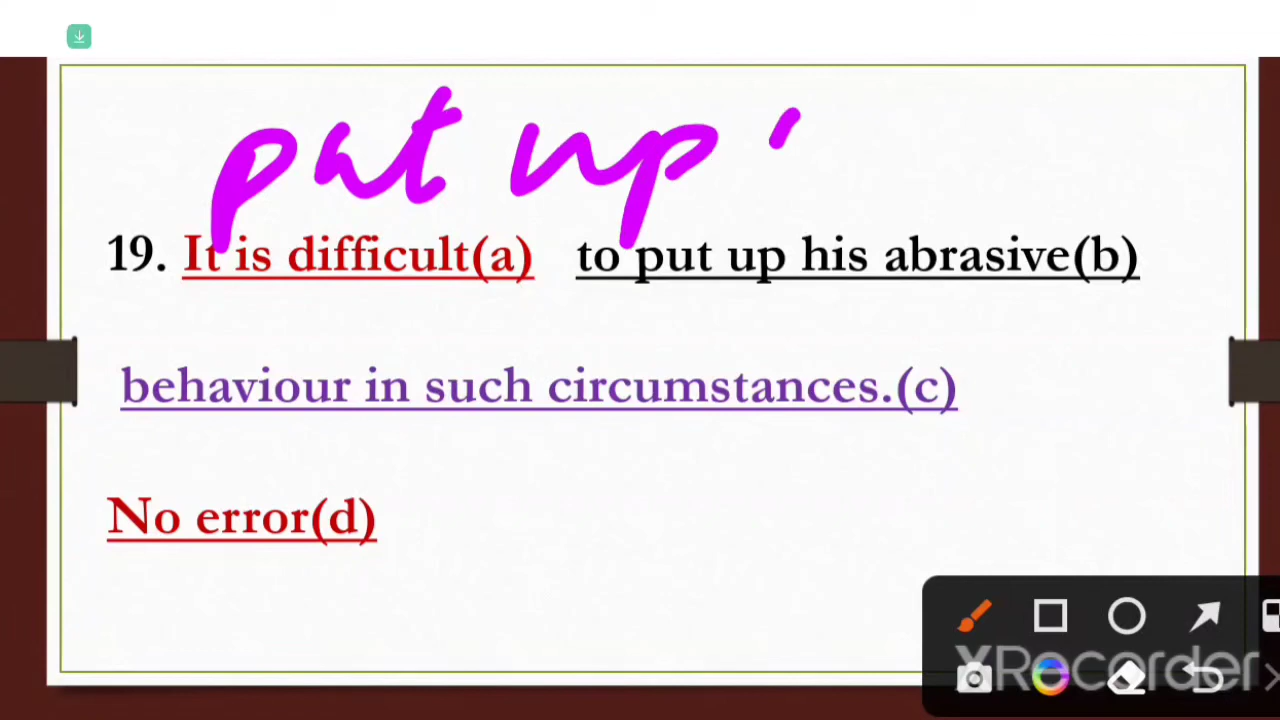 put up
19. It is difficult(a) to put up his abrasive(b)
behaviour in such circumstances.(c)
No error(d)
XRecorder